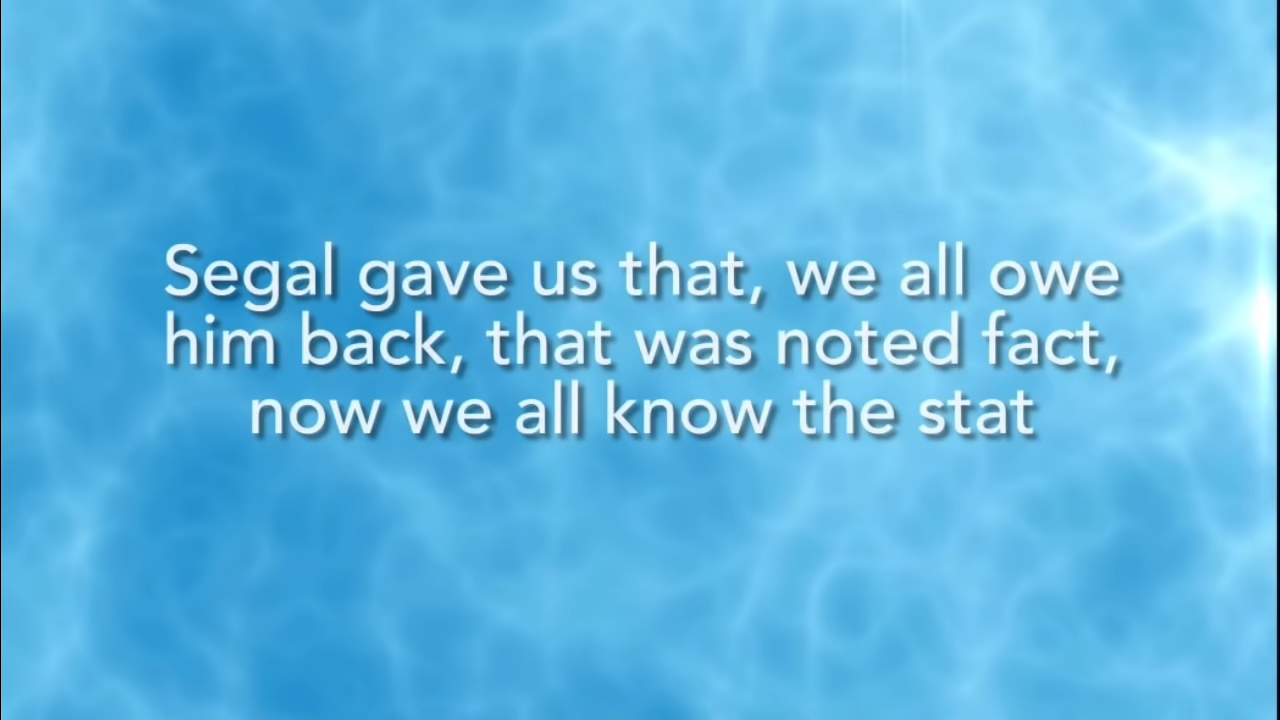 Segal gave us that, we all owe
him back, that was noted fact,
now we all know the stat